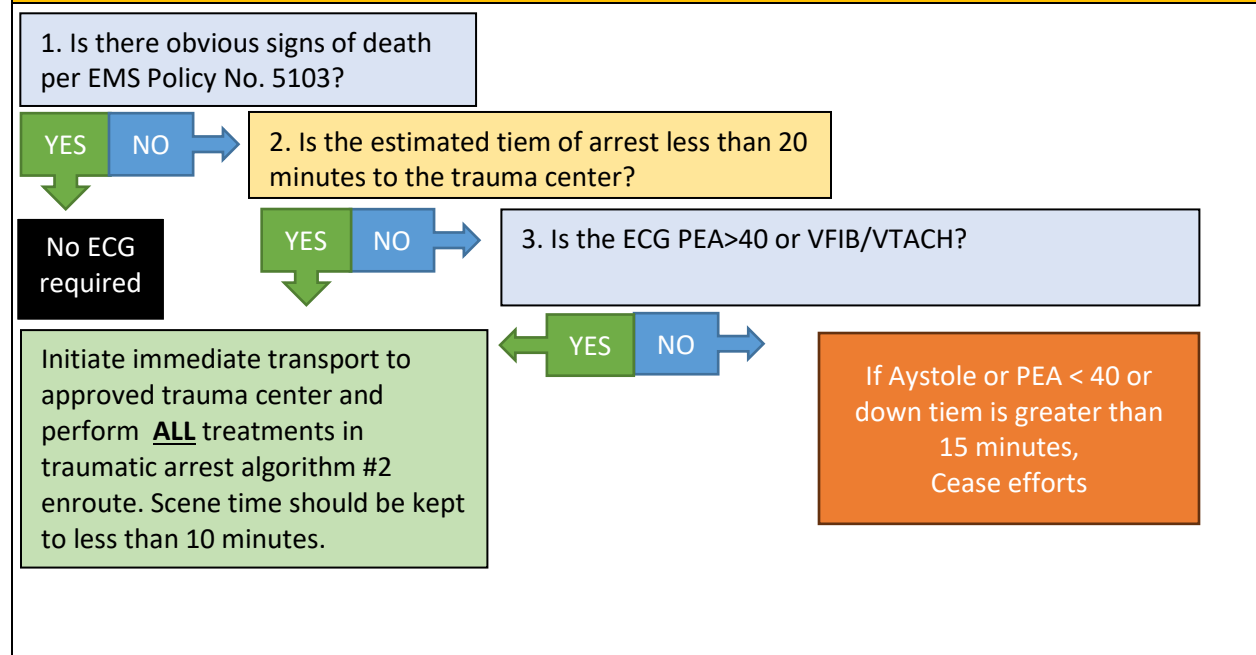 1. Is there obvious signs of death
per EMS Policy No. 5103?
YES NO
2. Is the estimated tiem of arrest less than 20
minutes to the trauma center?
No ECG
required
YES NO
3. Is the ECG PEA>40 or VFIB/VTACH?
YES NO
Initiate immediate transport to
approved trauma center and
perform ALL treatments in
traumatic arrest algorithm #2
enroute. Scene time should be kept
to less than 10 minutes.
If Aystole or PEA < 40 or
down tiem is greater than
15 minutes,
Cease efforts